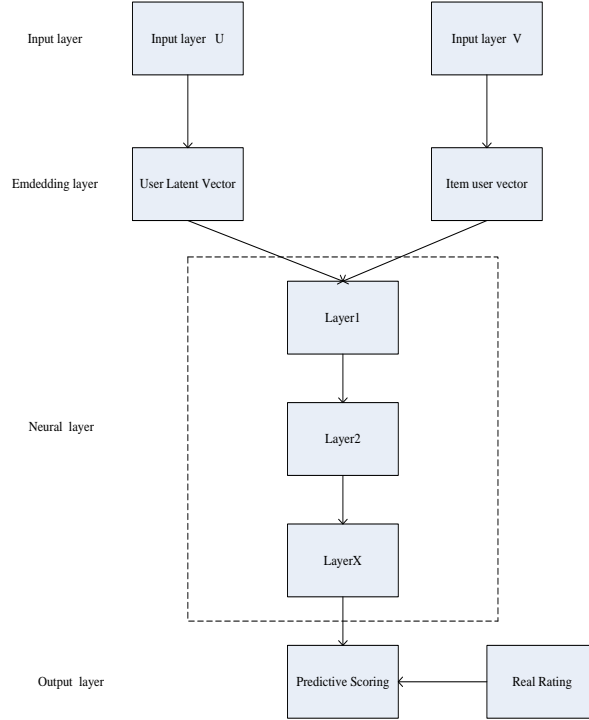 Input layer
Input layer U
Input layer V
Emdedding layer
User Latent Vector
Item user vector
Layer1
Neural layer
Layer2
LayerX
Output layer
Predictive Scoring
Real Rating